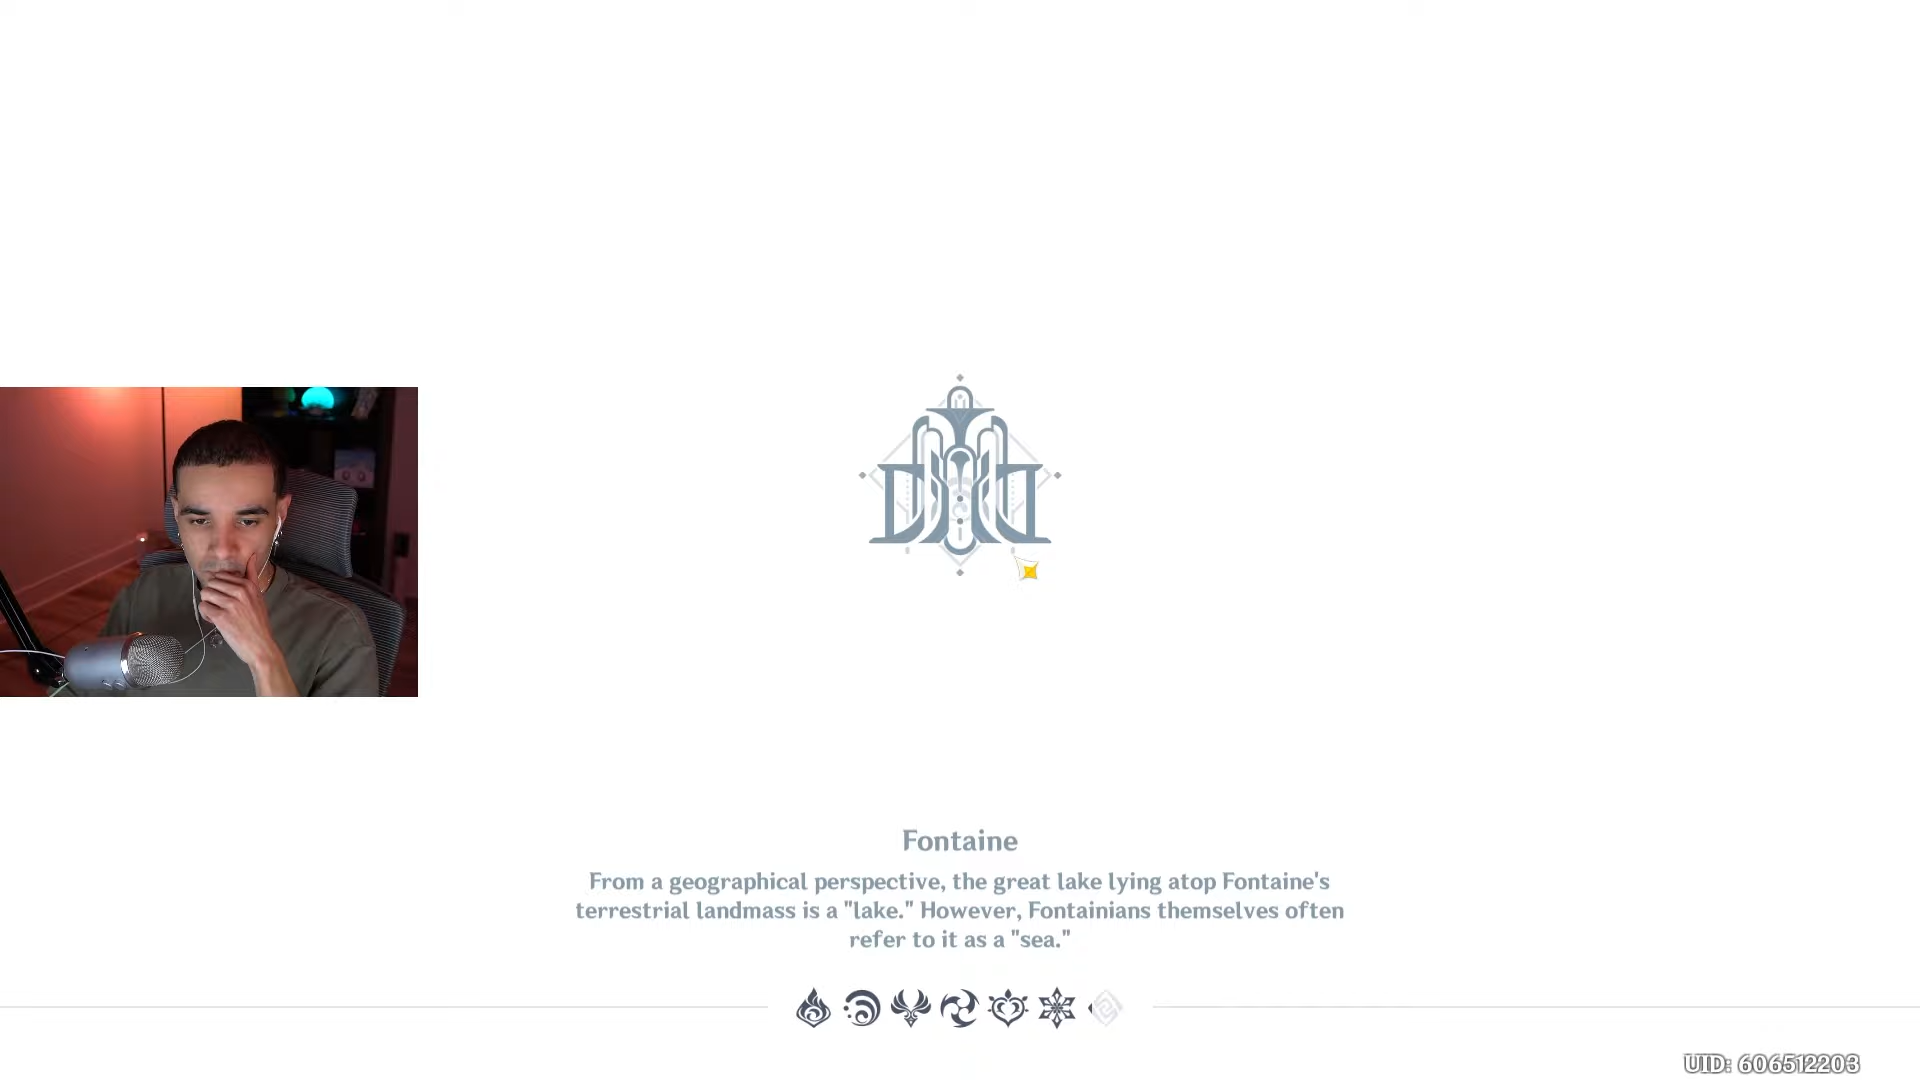 Fontaine
From a geographical perspective, the great lake lying atop Fontaine's
terrestrial landmass is a "lake." However, Fontainians themselves often
refer to it as a "sea."
UID: 606512203